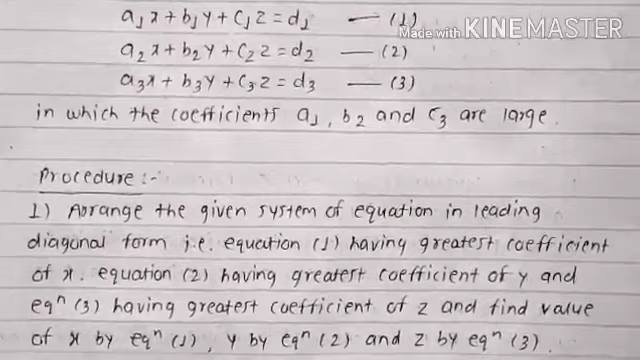 a₁x + b₁y + c₁z = d₁ — (1)
Made with KINEMASTER
a₂x + b₂y + c₂z = d₂ — (2)
a₃x + b₃y + c₃z = d₃ — (3)
in which the coefficients a₁, b₂ and c₃ are large.
Procedure :-
1) Arrange the given system of equation in leading
diagonal form i.e. equation (1) having greatest coefficient
of x. equation (2) having greatest coefficient of y and
eqⁿ (3) having greatest coefficient of z and find value
of x by eqⁿ (1), y by eqⁿ (2) and z by eqⁿ (3).